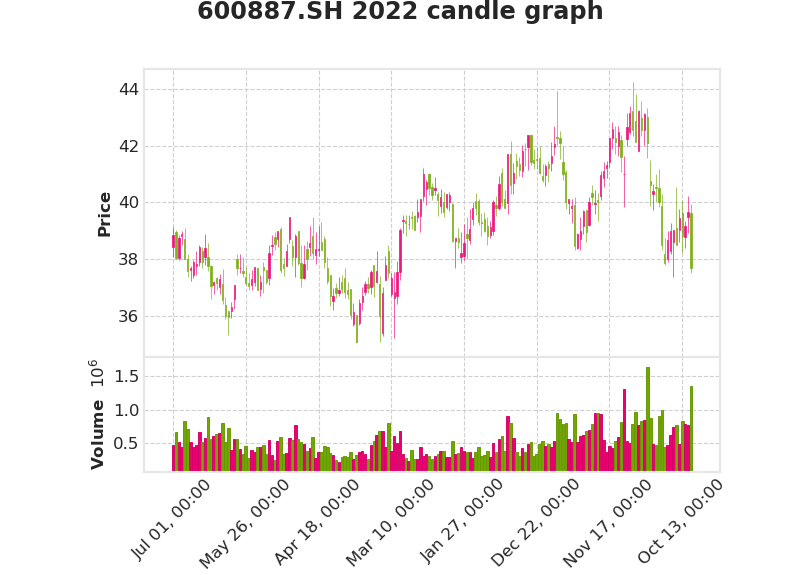 600887.SH 2022 candle graph
Price
44
42
40
38
36
Volume 10⁶
1.5
1.0
0.5
Jul 01, 00:00
May 26, 00:00
Apr 18, 00:00
Mar 10, 00:00
Jan 27, 00:00
Dec 22, 00:00
Nov 17, 00:00
Oct 13, 00:00